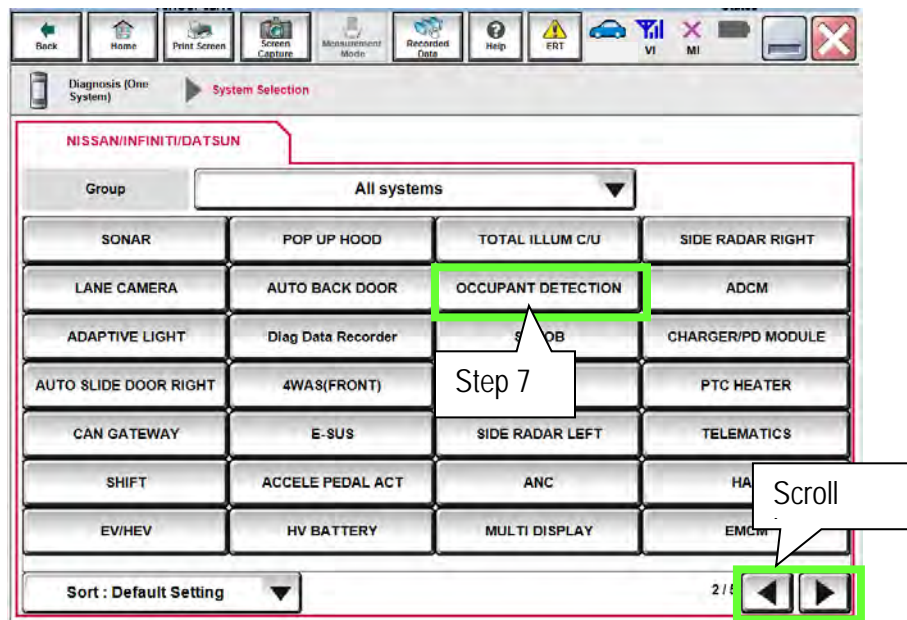 Back
Home
Print Screen
Screen
Capture
Measurement
Mode
Recorded
Data
Help
ERT
VI
MI
Diagnosis (One
System)
System Selection
NISSAN/INFINITI/DATSUN
Group
All systems
SONAR
POP UP HOOD
TOTAL ILLUM C/U
SIDE RADAR RIGHT
LANE CAMERA
AUTO BACK DOOR
OCCUPANT DETECTION
ADCM
ADAPTIVE LIGHT
Diag Data Recorder
CHARGER/PD MODULE
Step 7
AUTO SLIDE DOOR RIGHT
4WAS(FRONT)
PTC HEATER
CAN GATEWAY
E-SUS
SIDE RADAR LEFT
TELEMATICS
SHIFT
ACCELE PEDAL ACT
ANC
HA
Scroll
EV/HEV
HV BATTERY
MULTI DISPLAY
EMCM
Sort : Default Setting
2/